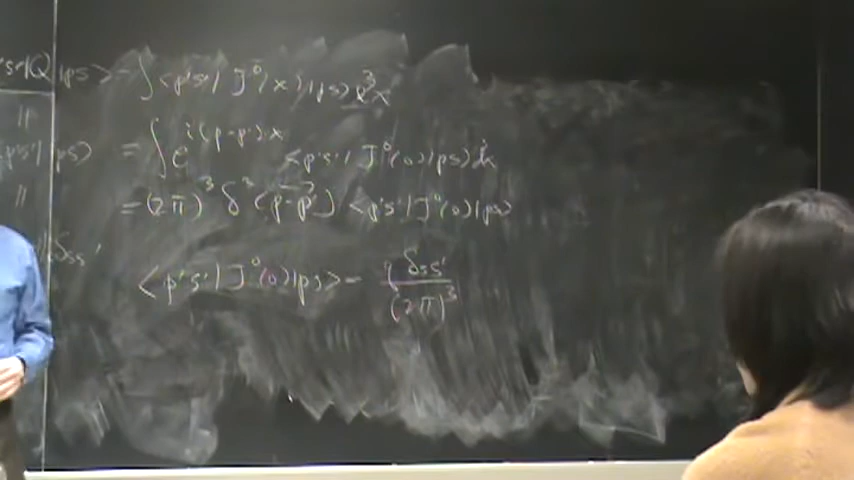 p's'|Q|ps> = ∫<p's'|J⁰(x)|ps>d³x
||
p's'|ps) = ∫e^{i(p-p')·x} <p's'|J⁰(0)|ps>dx
|| = (2π)³ δ³(p-p') <p's'|J⁰(0)|ps>
δss'
<p's'|J⁰(0)|ps> = q δss' / (2π)³